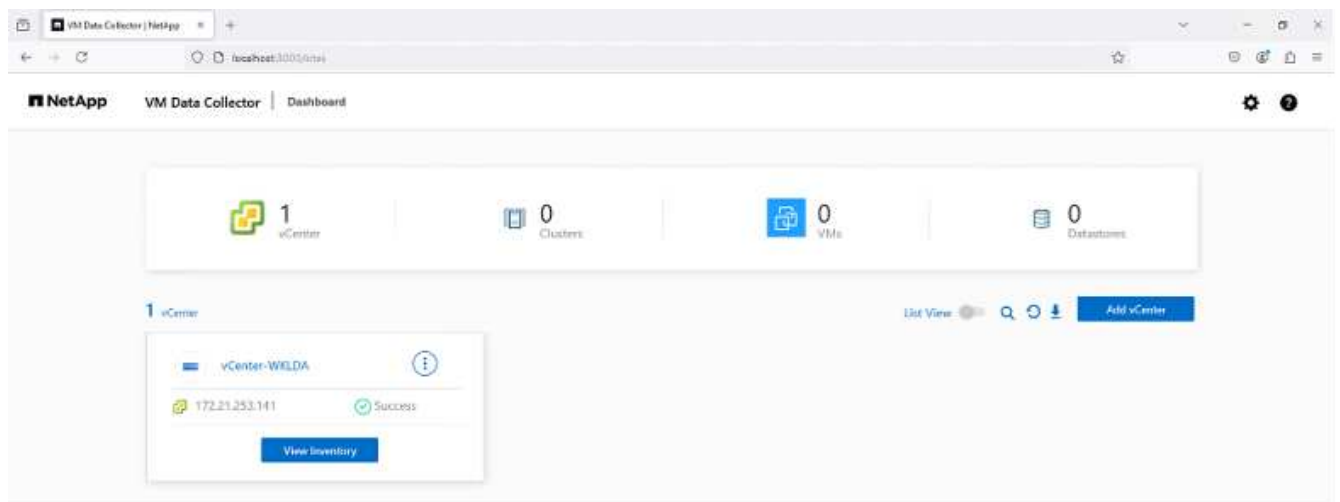 VM Data Collector | NetApp × +
localhost:3001/sites
NetApp VM Data Collector | Dashboard
1 vCenter
0 Clusters
0 VMs
0 Datastores
1 vCenter
List View
Add vCenter
vCenter-WKLDA
172.21.253.141 Success
View Inventory